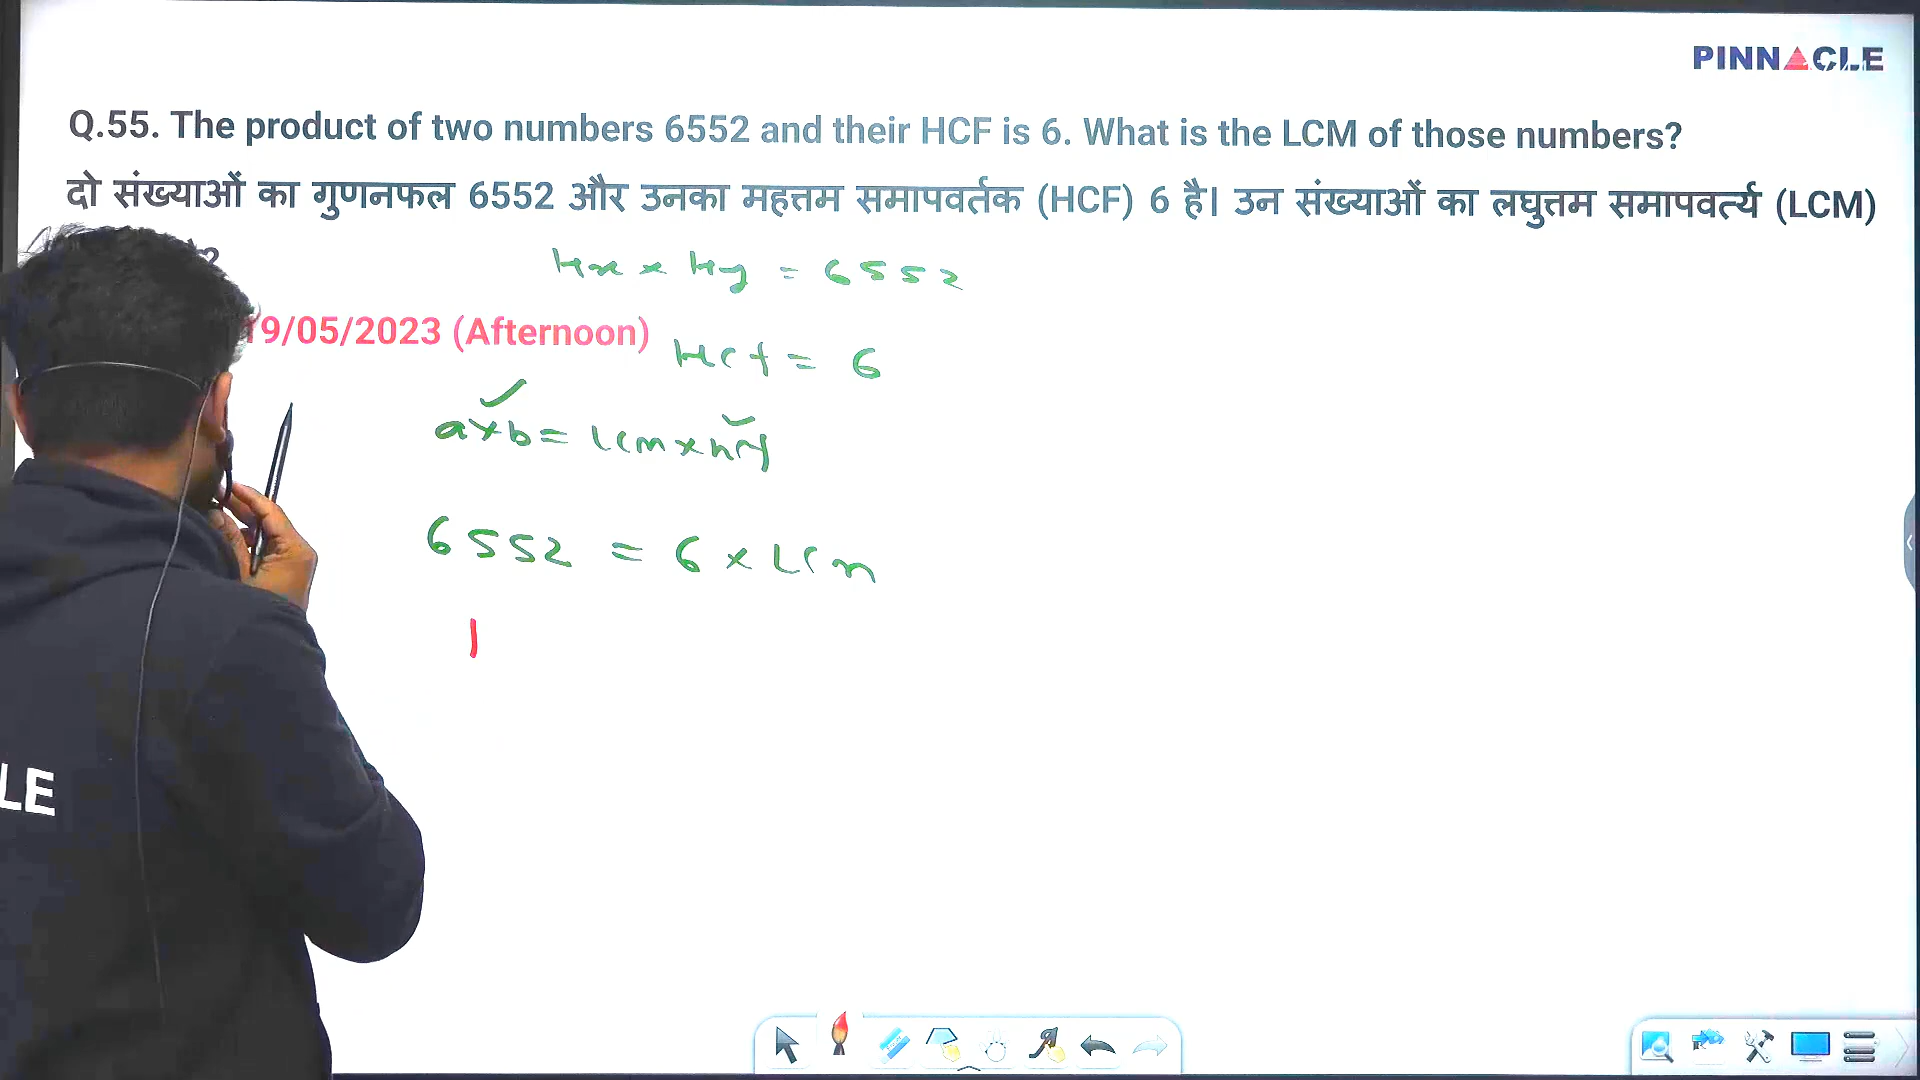 PINNACLE
Q.55. The product of two numbers 6552 and their HCF is 6. What is the LCM of those numbers?
दो संख्याओं का गुणनफल 6552 और उनका महत्तम समापवर्तक (HCF) 6 है। उन संख्याओं का लघुत्तम समापवर्त्य (LCM)
?
Hx × Hy = 6552
19/05/2023 (Afternoon)
HCf = 6
a×b = LCm × hcf
6552 = 6 × LCm
LE